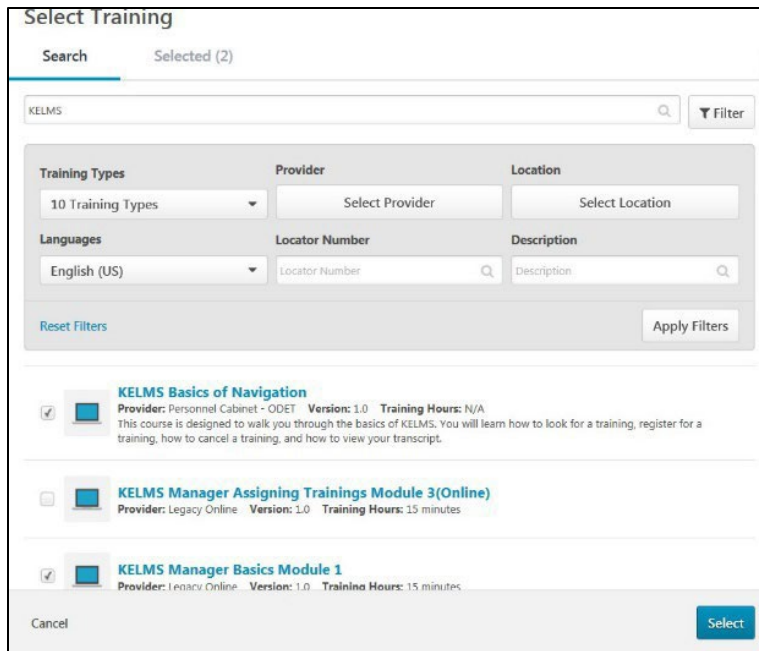 Select Training
Search Selected (2)
KELMS Filter
Training Types Provider Location
10 Training Types Select Provider Select Location
Languages Locator Number Description
English (US) Locator Number Description
Reset Filters Apply Filters
KELMS Basics of Navigation
Provider: Personnel Cabinet - ODET Version: 1.0 Training Hours: N/A
This course is designed to walk you through the basics of KELMS. You will learn how to look for a training, register for a
training, how to cancel a training, and how to view your transcript.
KELMS Manager Assigning Trainings Module 3(Online)
Provider: Legacy Online Version: 1.0 Training Hours: 15 minutes
KELMS Manager Basics Module 1
Provider: Legacy Online Version: 1.0 Training Hours: 15 minutes
Cancel Select